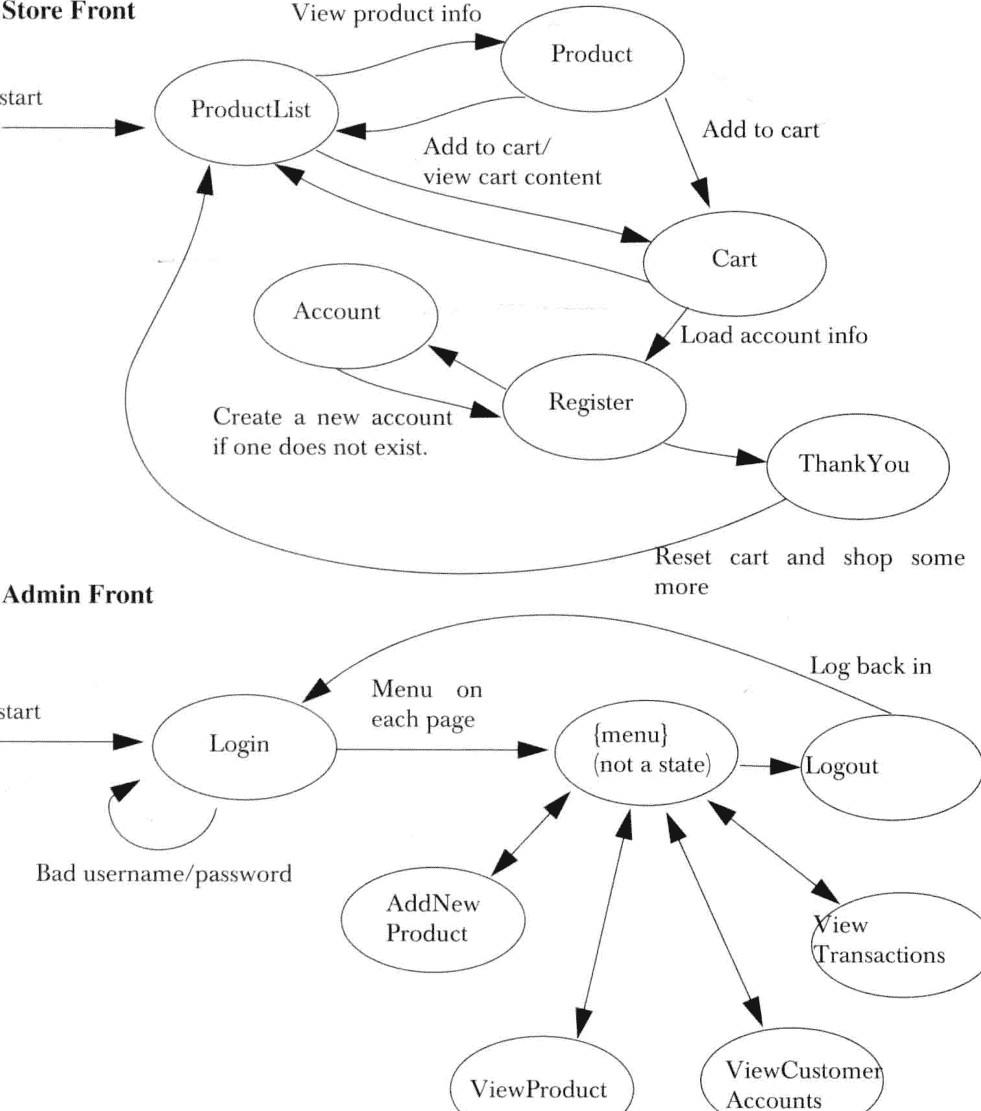 Store Front
View product info
Product
start
ProductList
Add to cart
Add to cart/
view cart content
Cart
Account
Load account info
Register
Create a new account
if one does not exist.
ThankYou
Reset cart and shop some
more
Admin Front
Log back in
Menu on
each page
start
{menu}
(not a state)
Login
Logout
Bad username/password
AddNew
Product
View
Transactions
ViewProduct
ViewCustomer
Accounts